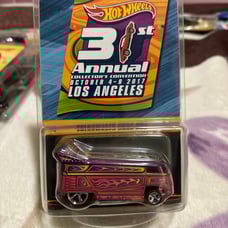 Hot Wheels
31st
Annual
COLLECTOR'S CONVENTION
OCTOBER 4-8 2017
LOS ANGELES